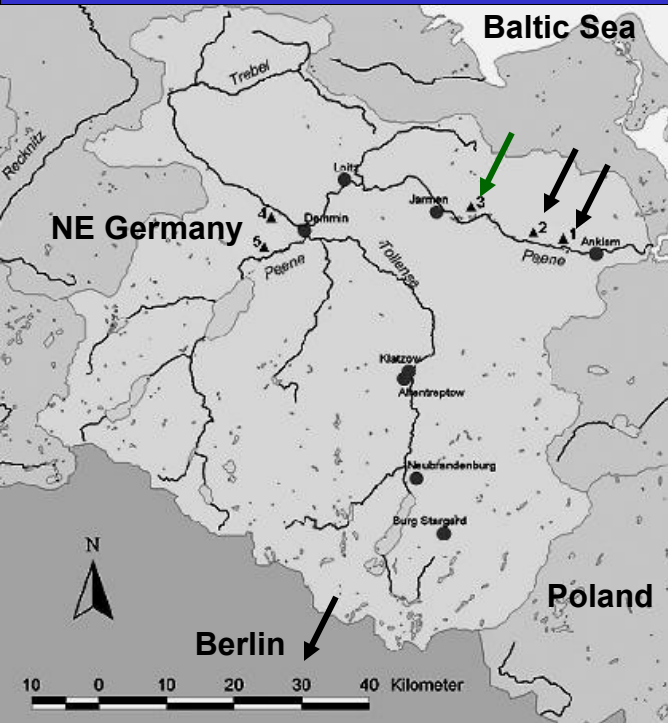 Baltic Sea
Trebel
Recknitz
Loitz
Jarmen
3
4
Demmin
NE Germany
2
1
5
Anklam
Peene
Peene
Tollense
Klatzow
Altentreptow
Neubrandenburg
Burg Stargard
N
Poland
Berlin
10 0 10 20 30 40 Kilometer